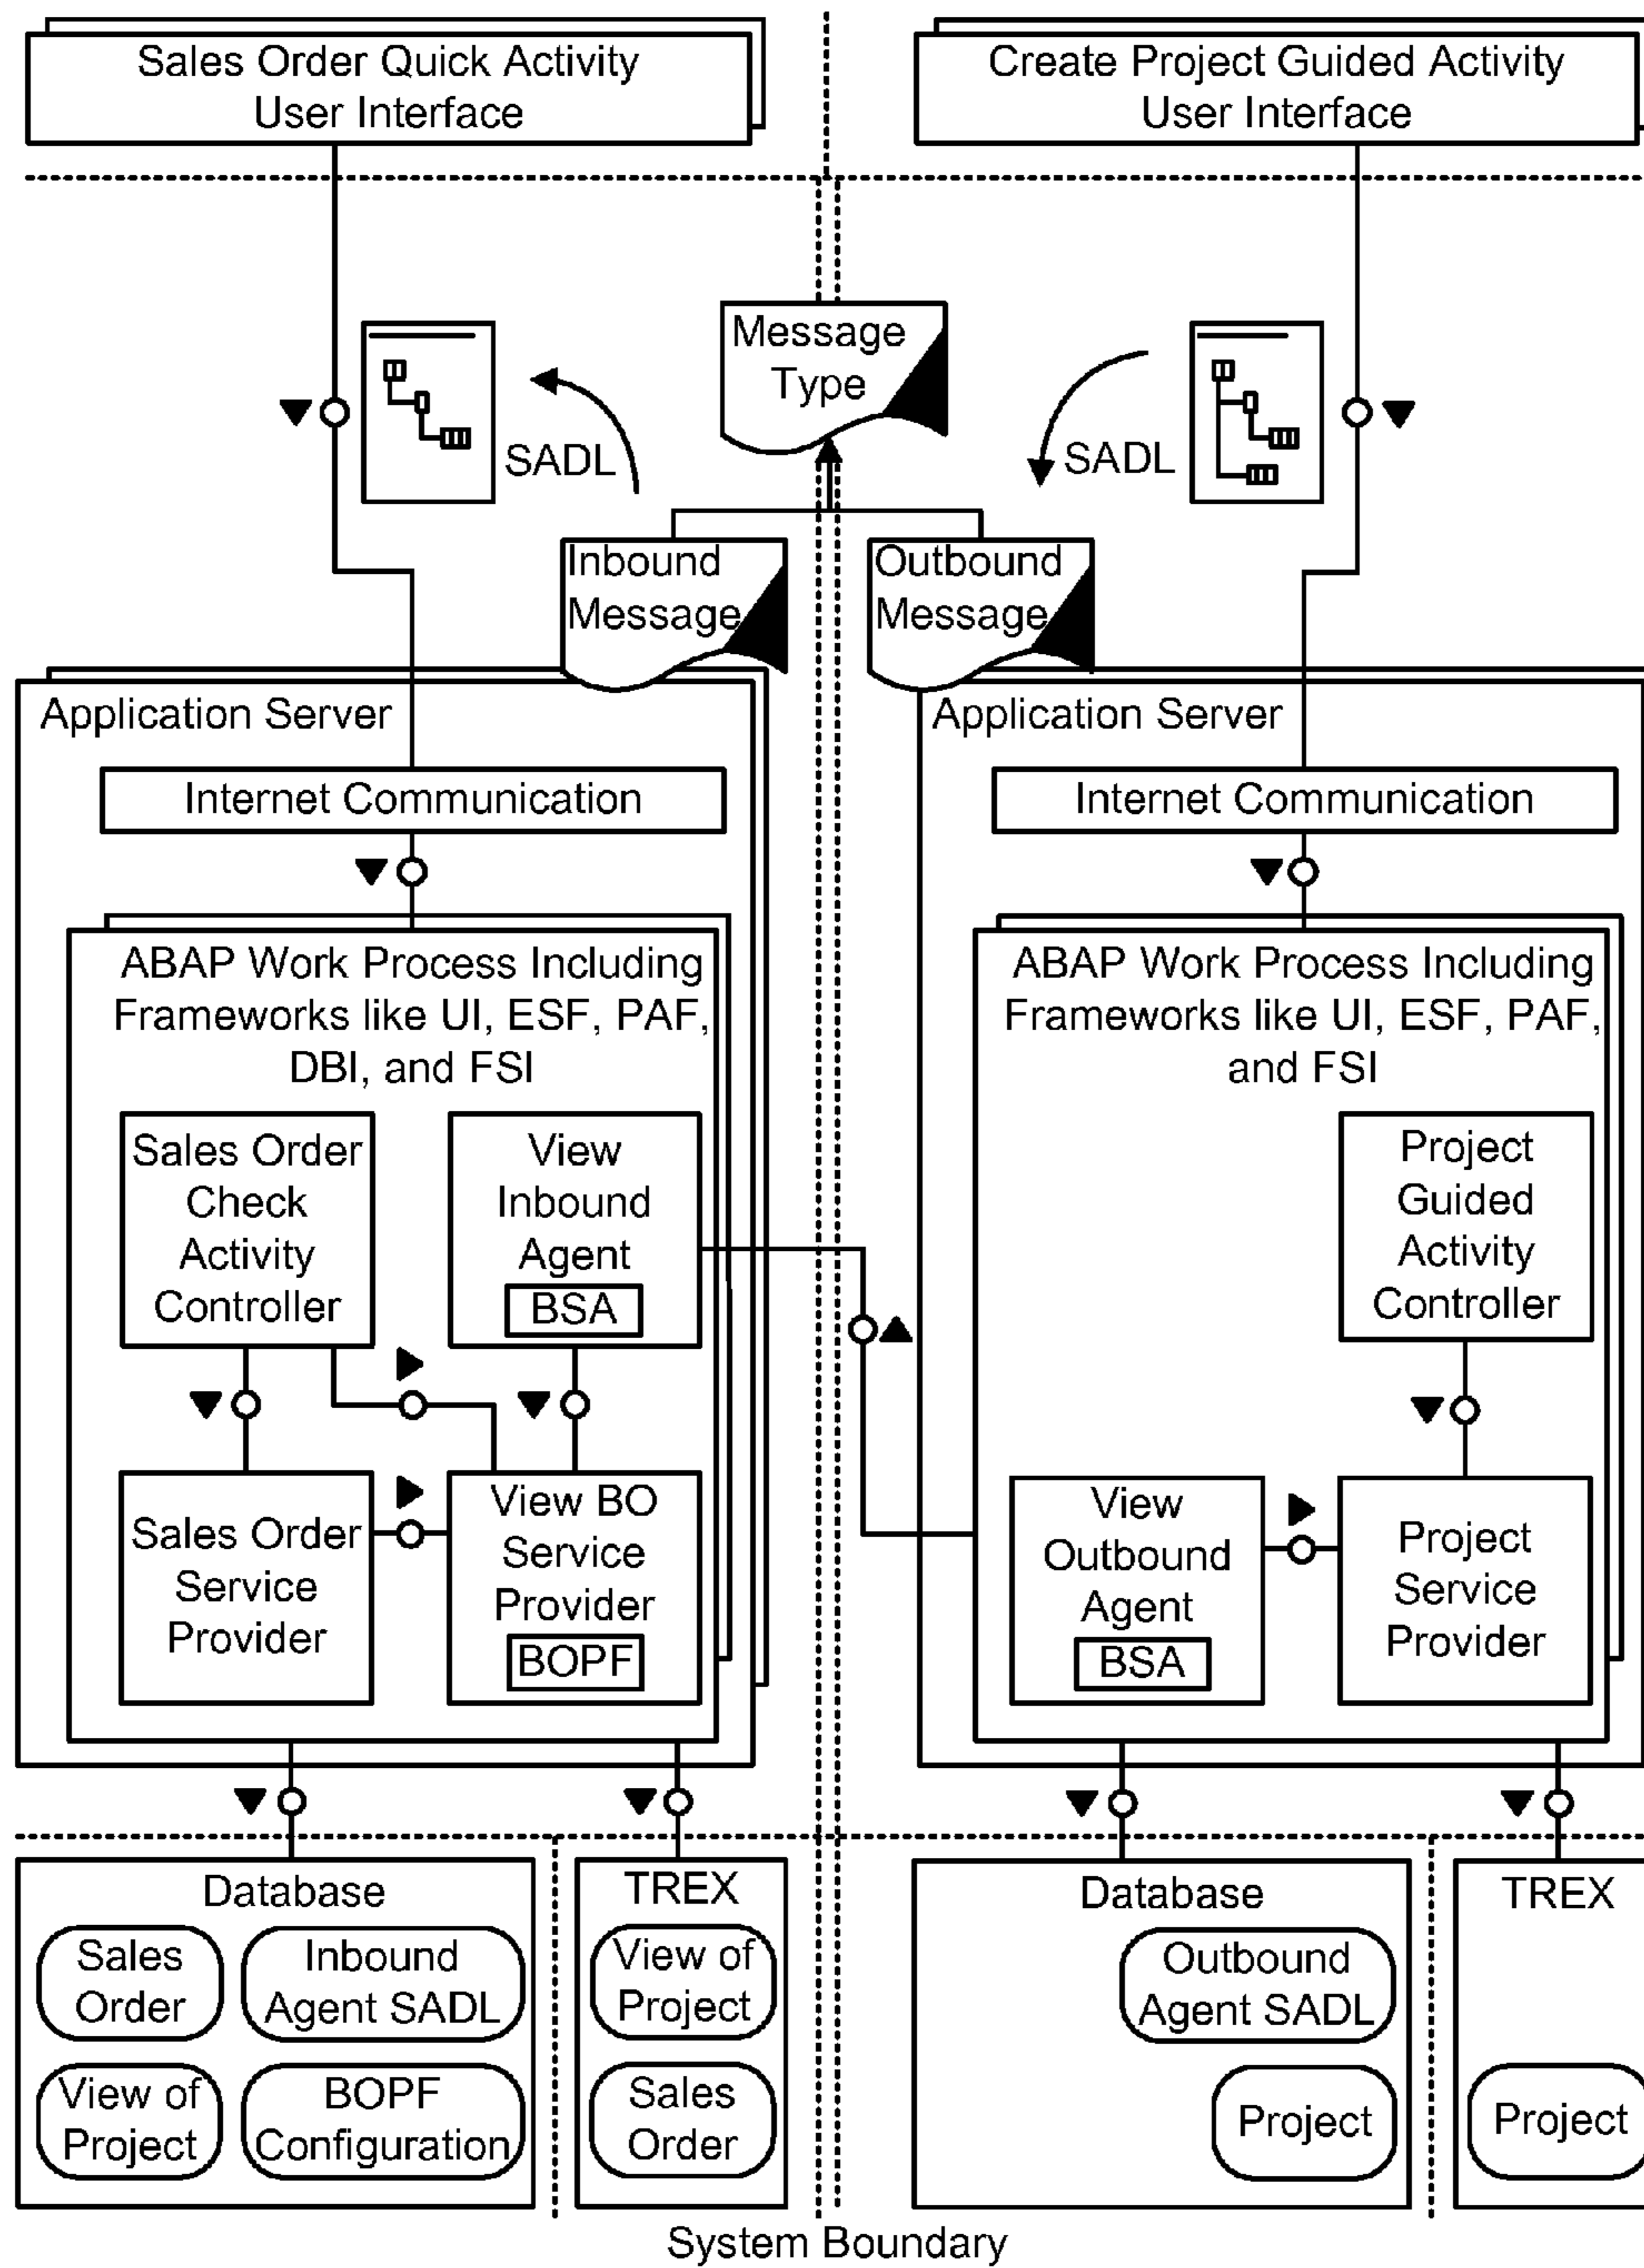 Sales Order Quick Activity
User Interface
Create Project Guided Activity
User Interface
Message
Type
SADL
SADL
Inbound
Message
Outbound
Message
Application Server
Internet Communication
ABAP Work Process Including
Frameworks like UI, ESF, PAF,
DBI, and FSI
Sales Order
Check
Activity
Controller
View
Inbound
Agent
BSA
Sales Order
Service
Provider
View BO
Service
Provider
BOPF
Application Server
Internet Communication
ABAP Work Process Including
Frameworks like UI, ESF, PAF,
and FSI
Project
Guided
Activity
Controller
View
Outbound
Agent
BSA
Project
Service
Provider
Database
Sales
Order
Inbound
Agent SADL
View of
Project
BOPF
Configuration
TREX
View of
Project
Sales
Order
Database
Outbound
Agent SADL
Project
TREX
Project
System Boundary